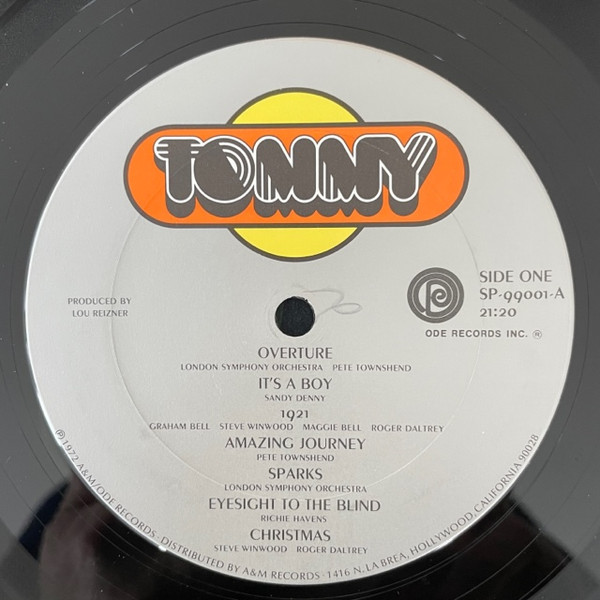 TOMMY
SIDE ONE
SP-99001-A
21:20
ODE RECORDS INC. ®
PRODUCED BY
LOU REIZNER
OVERTURE
LONDON SYMPHONY ORCHESTRA PETE TOWNSHEND
IT'S A BOY
SANDY DENNY
1921
GRAHAM BELL STEVE WINWOOD MAGGIE BELL ROGER DALTREY
AMAZING JOURNEY
PETE TOWNSHEND
SPARKS
LONDON SYMPHONY ORCHESTRA
EYESIGHT TO THE BLIND
RICHIE HAVENS
CHRISTMAS
STEVE WINWOOD ROGER DALTREY
℗ 1972 A&M/ODE RECORDS. DISTRIBUTED BY A&M RECORDS - 1416 N. LA BREA, HOLLYWOOD, CALIFORNIA 90028